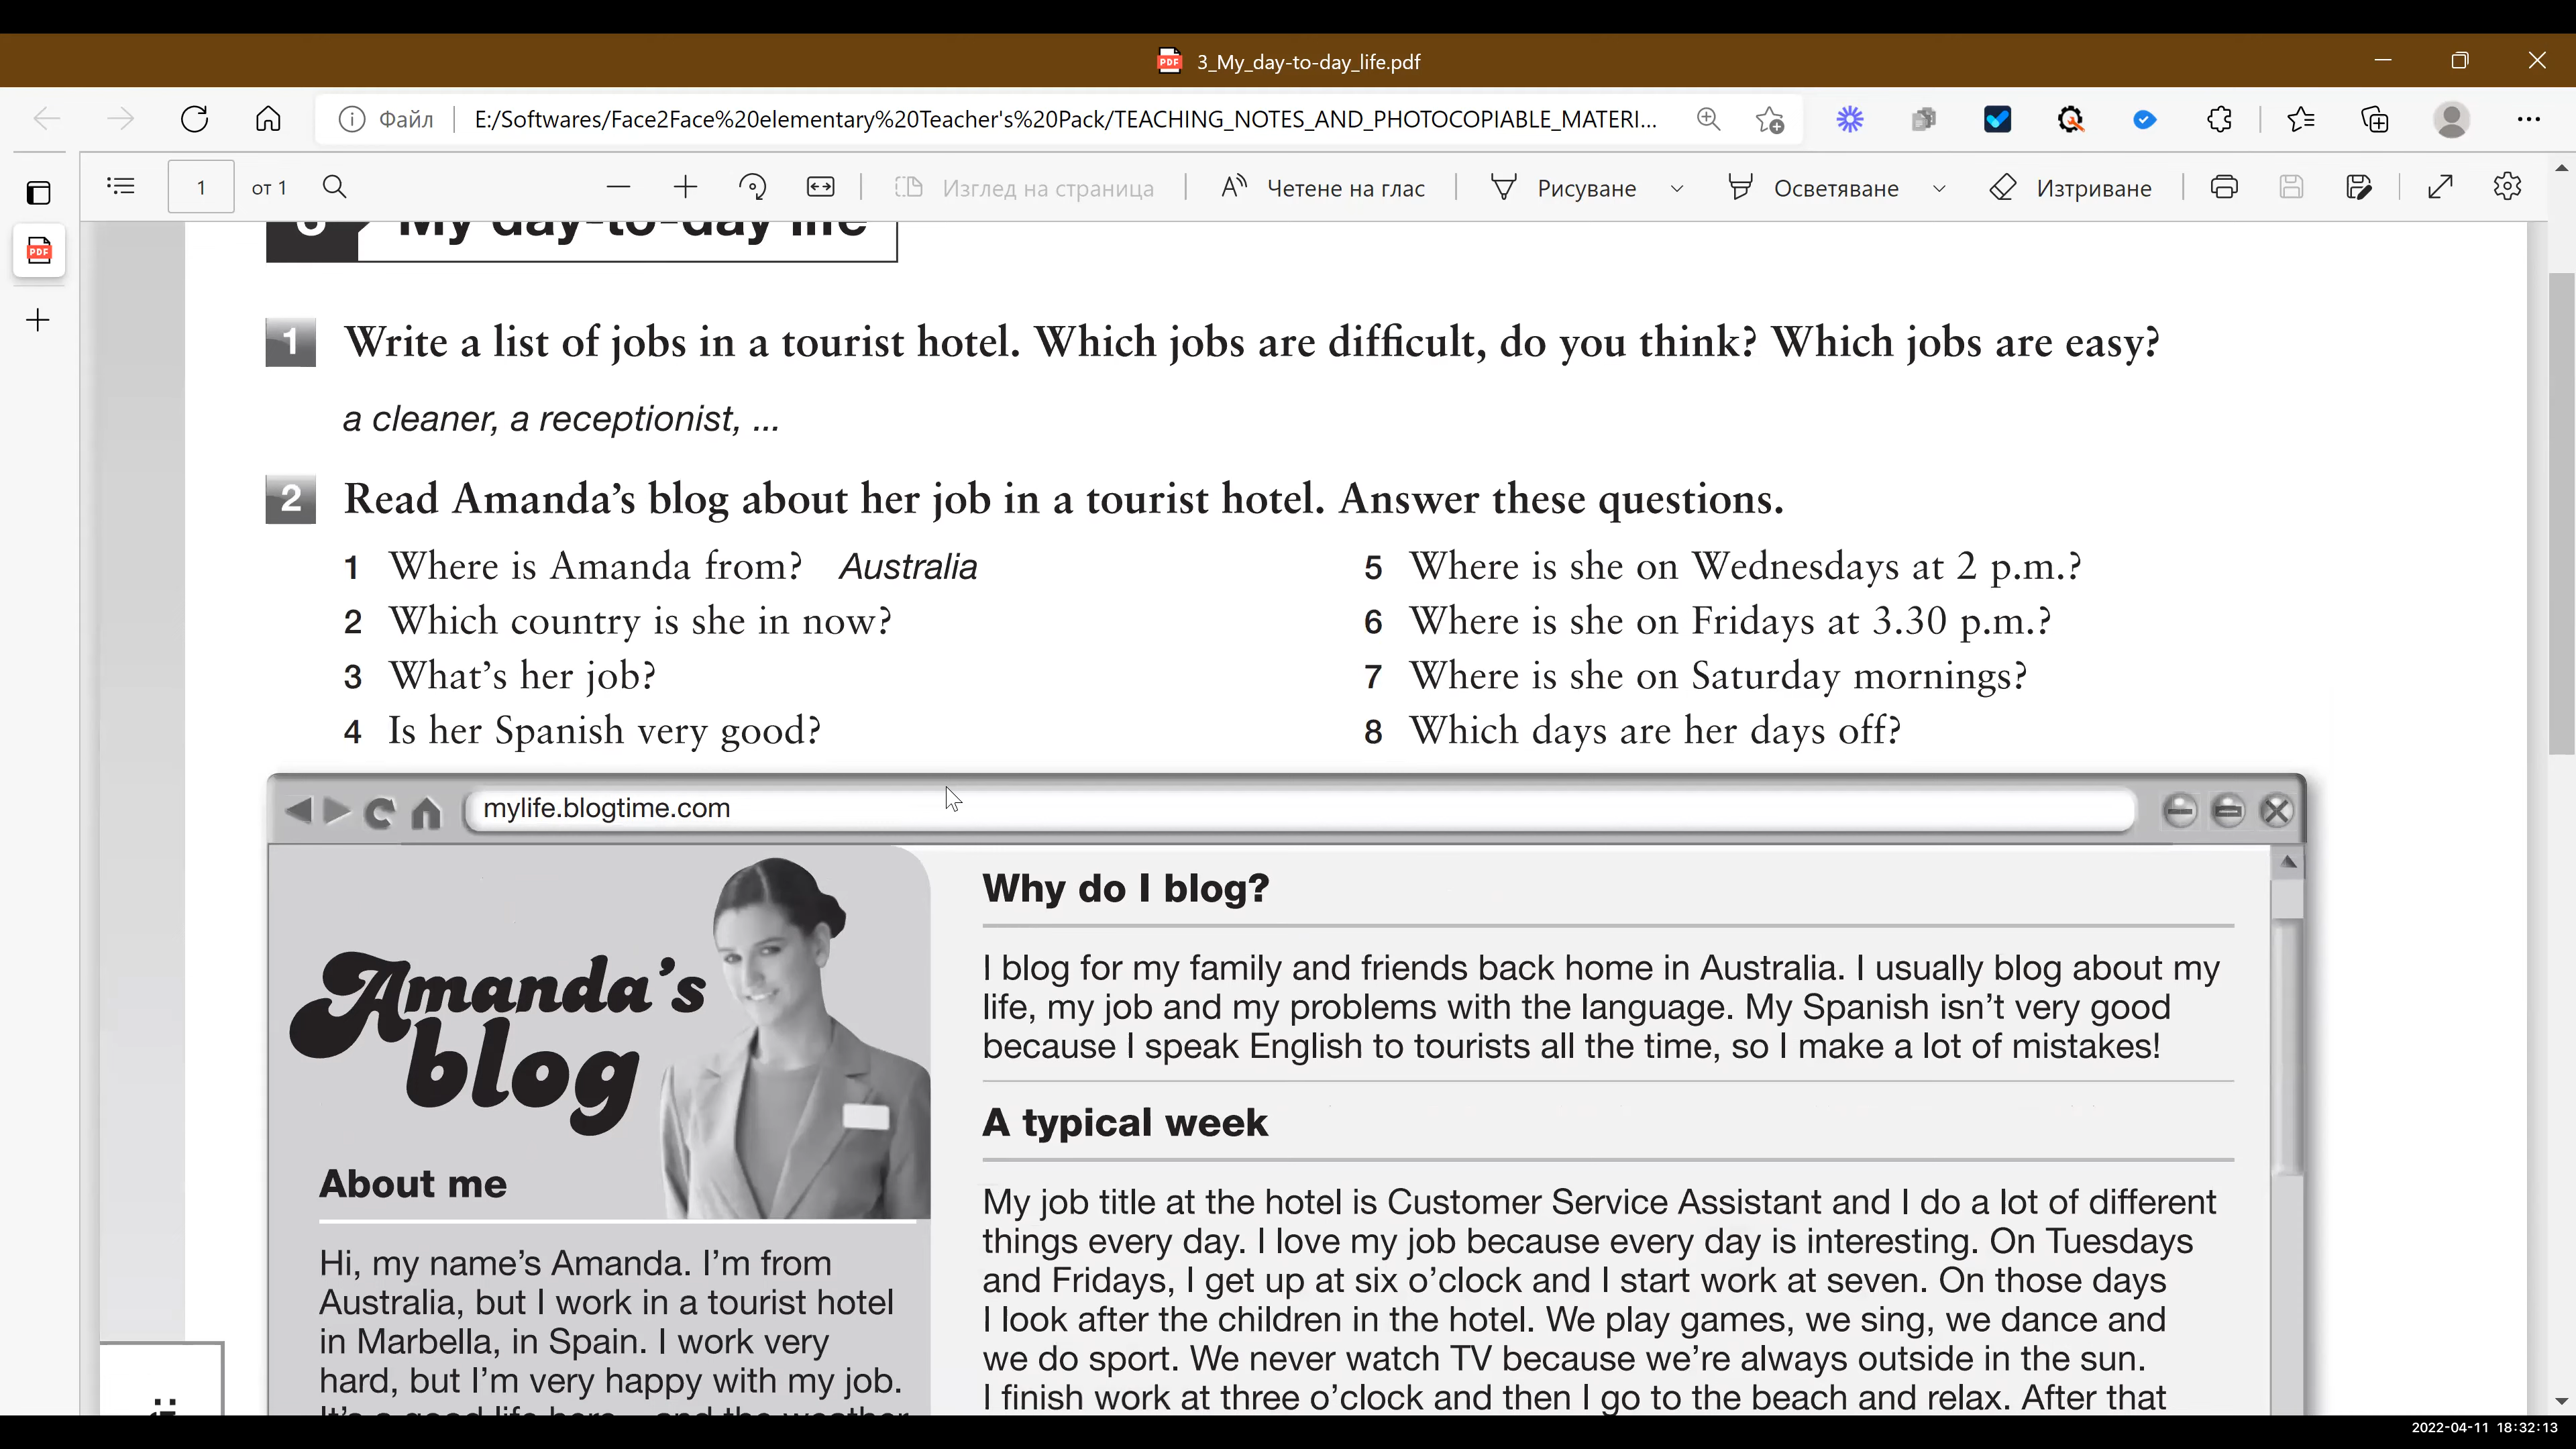 3_My_day-to-day_life.pdf
Файл
E:/Softwares/Face2Face%20elementary%20Teacher's%20Pack/TEACHING_NOTES_AND_PHOTOCOPIABLE_MATERI...
1 от 1
Изглед на страница
Четене на глас
Рисуване
Осветяване
Изтриване
My day-to-day life
1 Write a list of jobs in a tourist hotel. Which jobs are difficult, do you think? Which jobs are easy?
a cleaner, a receptionist, ...
2 Read Amanda's blog about her job in a tourist hotel. Answer these questions.
1 Where is Amanda from? Australia
2 Which country is she in now?
3 What's her job?
4 Is her Spanish very good?
5 Where is she on Wednesdays at 2 p.m.?
6 Where is she on Fridays at 3.30 p.m.?
7 Where is she on Saturday mornings?
8 Which days are her days off?
mylife.blogtime.com
Amanda's
blog
About me
Hi, my name's Amanda. I'm from
Australia, but I work in a tourist hotel
in Marbella, in Spain. I work very
hard, but I'm very happy with my job.
It's a good life here – and the weather
Why do I blog?
I blog for my family and friends back home in Australia. I usually blog about my
life, my job and my problems with the language. My Spanish isn't very good
because I speak English to tourists all the time, so I make a lot of mistakes!
A typical week
My job title at the hotel is Customer Service Assistant and I do a lot of different
things every day. I love my job because every day is interesting. On Tuesdays
and Fridays, I get up at six o'clock and I start work at seven. On those days
I look after the children in the hotel. We play games, we sing, we dance and
we do sport. We never watch TV because we're always outside in the sun.
I finish work at three o'clock and then I go to the beach and relax. After that
2022-04-11 18:32:13